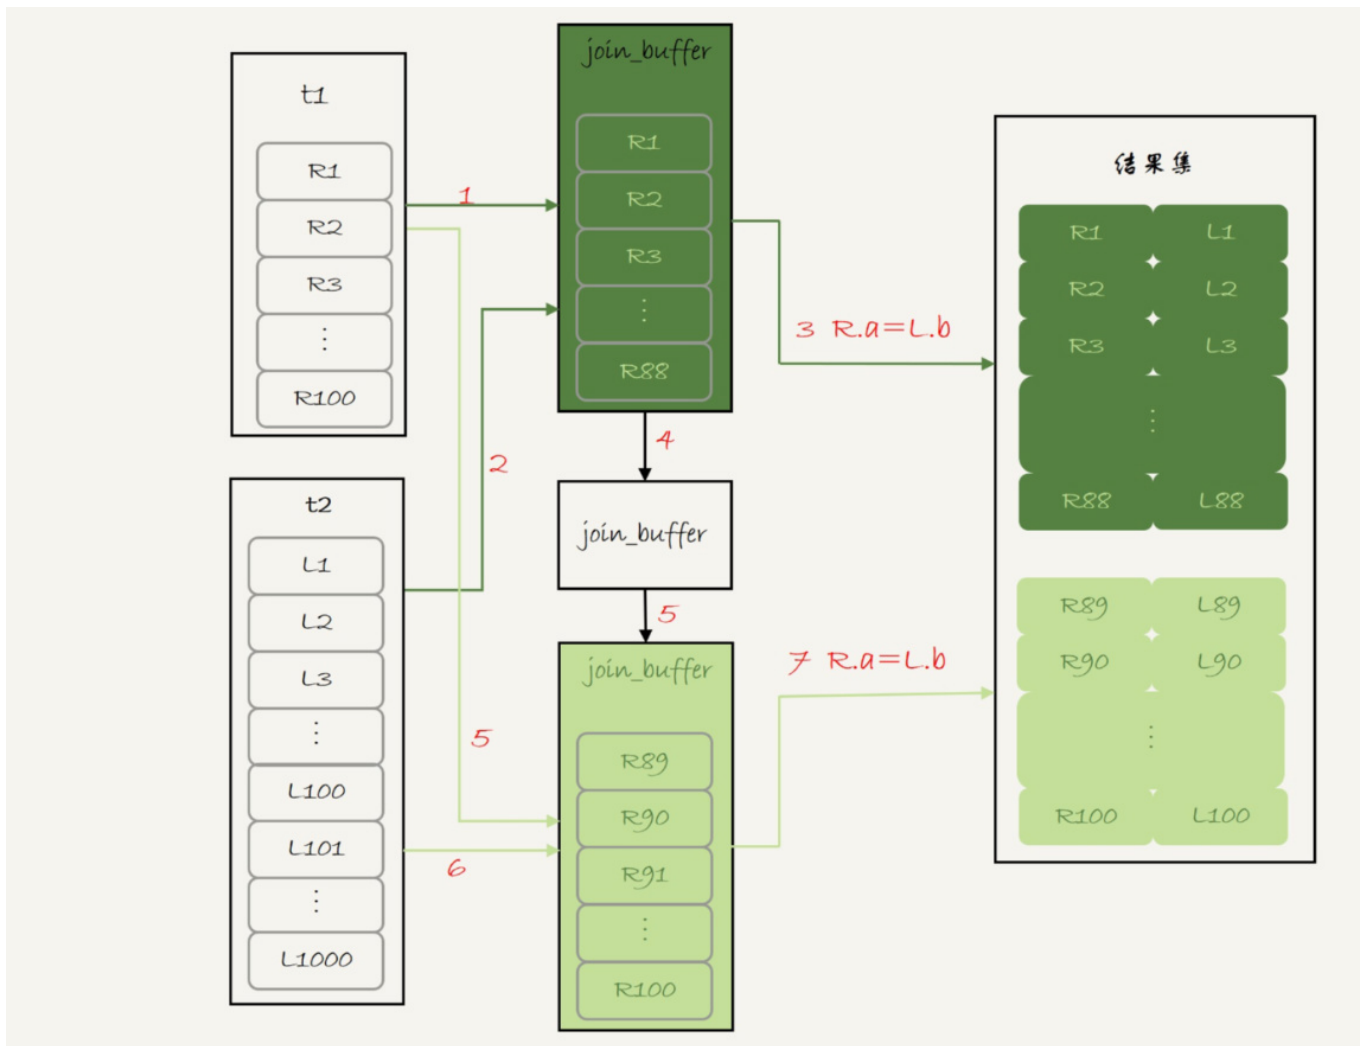 t1
R1
R2
R3
⋮
R100
t2
L1
L2
L3
⋮
L100
L101
⋮
L1000
1
2
5
6
join_buffer
R1
R2
R3
⋮
R88
4
join_buffer
5
join_buffer
R89
R90
R91
⋮
R100
3 R.a=L.b
7 R.a=L.b
结果集
R1 L1
R2 L2
R3 L3
⋮
R88 L88
R89 L89
R90 L90
⋮
R100 L100